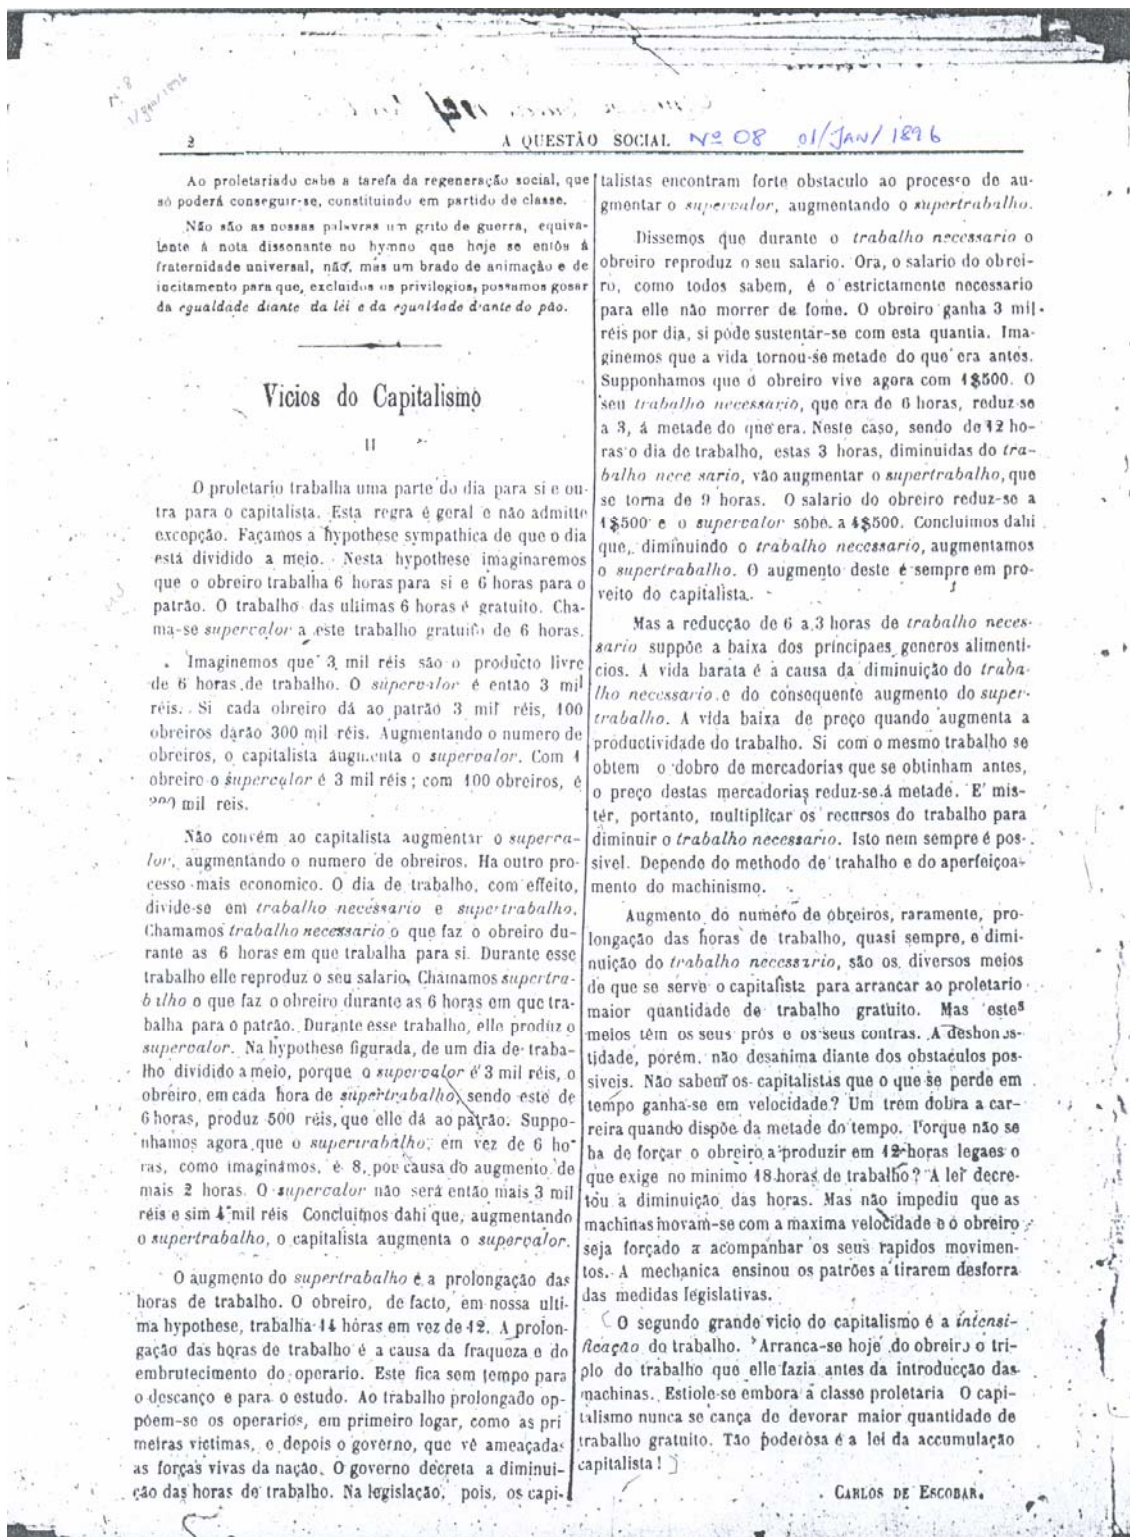 Nº 8
1/Jan/1896
2
A QUESTÃO SOCIAL Nº 08 01/JAN/1896
Ao proletariado cabe a tarefa da regeneração social, que
só poderá conseguir-se, constituindo em partido de classe.
Não são as nossas palavras um grito de guerra, equiva-
lente á nota dissonante no hymno que hoje se entôa á
fraternidade universal, não, mas um brado de animação e de
incitamento para que, excluidos os privilegios, possamos gosar
da egualdade diante da lei e da egualdade diante do pão.
Vicios do Capitalismo
II
O proletario trabalha uma parte do dia para si e ou-
tra para o capitalista. Esta regra é geral e não admitte
excepção. Façamos a hypothese sympathica de que o dia
está dividido a meio. Nesta hypothese imaginaremos
que o obreiro trabalha 6 horas para si e 6 horas para o
patrão. O trabalho das ultimas 6 horas é gratuito. Cha-
ma-se supervalor a este trabalho gratuito de 6 horas.
Imaginemos que 3 mil réis são o producto livre
de 6 horas de trabalho. O supervalor é então 3 mil
réis. Si cada obreiro dá ao patrão 3 mil réis, 100
obreiros darão 300 mil réis. Augmentando o numero de
obreiros, o capitalista augmenta o supervalor. Com 1
obreiro o supervalor é 3 mil réis; com 100 obreiros, é
300 mil reis.
Não convém ao capitalista augmentar o superva-
lor, augmentando o numero de obreiros. Ha outro pro-
cesso mais economico. O dia de trabalho, com effeito,
divide-se em trabalho necessario e supertrabalho.
Chamamos trabalho necessario o que faz o obreiro du-
rante as 6 horas em que trabalha para si. Durante esse
trabalho elle reproduz o seu salario. Chamamos supertra-
balho o que faz o obreiro durante as 6 horas em que tra-
balha para o patrão. Durante esse trabalho, elle produz o
supervalor. Na hypothese figurada, de um dia de traba-
lho dividido a meio, porque o supervalor é 3 mil réis, o
obreiro, em cada hora de supertrabalho, sendo este de
6 horas, produz 500 réis, que elle dá ao patrão. Suppo-
nhamos agora que o supertrabalho, em vez de 6 ho-
ras, como imaginámos, é 8, por causa do augmento de
mais 2 horas. O supervalor não será então mais 3 mil
réis e sim 4 mil réis Concluimos dahi que, augmentando
o supertrabalho, o capitalista augmenta o supervalor.
O augmento do supertrabalho é a prolongação das
horas de trabalho. O obreiro, de facto, em nossa ulti-
ma hypothese, trabalha 14 horas em vez de 12. A prolon-
gação das horas de trabalho é a causa da fraqueza e do
embrutecimento do operario. Este fica sem tempo para
o descanço e para o estudo. Ao trabalho prolongado op-
põem-se os operarios, em primeiro logar, como as pri
meiras victimas, e depois o governo, que vê ameaçadas
as forças vivas da nação. O governo decreta a diminui-
ção das horas de trabalho. Na legislação, pois, os capi-
talistas encontram forte obstaculo ao processo de au-
gmentar o supervalor, augmentando o supertrabalho.
Dissemos que durante o trabalho necessario o
obreiro reproduz o seu salario. Ora, o salario do obrei-
ro, como todos sabem, é o estrictamente necessario
para elle não morrer de fome. O obreiro ganha 3 mil
réis por dia, si póde sustentar-se com esta quantia. Ima-
ginemos que a vida tornou-se metade do que era antes.
Supponhamos que o obreiro vive agora com 1$500. O
seu trabalho necessario, que era de 6 horas, reduz-se
a 3, á metade do que era. Neste caso, sendo de 12 ho-
ras o dia de trabalho, estas 3 horas, diminuidas do tra-
balho nece sario, vão augmentar o supertrabalho, que
se torna de 9 horas. O salario do obreiro reduz-se a
1$500 e o supervalor sobe a 4$500. Concluimos dahi
que, diminuindo o trabalho necessario, augmentamos
o supertrabalho. O augmento deste é sempre em pro-
veito do capitalista.
Mas a reducção de 6 a 3 horas de trabalho neces-
sario suppõe a baixa dos principaes generos alimenti-
cios. A vida barata é a causa da diminuição do traba-
lho necessario e do consequente augmento do super-
trabalho. A vida baixa de preço quando augmenta a
productividade do trabalho. Si com o mesmo trabalho se
obtem o dobro de mercadorias que se obtinham antes,
o preço destas mercadorias reduz-se á metade. E' mis-
tér, portanto, multiplicar os recursos do trabalho para
diminuir o trabalho necessario. Isto nem sempre é pos-
sivel. Depende do methodo de trabalho e do aperfeiçoa-
mento do machinismo.
Augmento do numero de obreiros, raramente, pro-
longação das horas de trabalho, quasi sempre, e dimi-
nuição do trabalho necessario, são os diversos meios
de que se serve o capitalista para arrancar ao proletario
maior quantidade de trabalho gratuito. Mas estes
meios têm os seus prós e os seus contras. A deshones-
tidade, porém, não desanima diante dos obstaculos pos-
siveis. Não sabem os capitalistas que o que se perde em
tempo ganha-se em velocidade? Um trem dobra a car-
reira quando dispõe da metade do tempo. Porque não se
ha de forçar o obreiro a produzir em 12 horas legaes o
que exige no minimo 18 horas de trabalho? A lei decre-
tou a diminuição das horas. Mas não impediu que as
machinas movam-se com a maxima velocidade e o obreiro
seja forçado a acompanhar os seus rapidos movimen-
tos. A mechanica ensinou os patrões a tirarem desforra
das medidas legislativas.
O segundo grande vicio do capitalismo é a intensi-
ficação do trabalho. Arranca-se hoje do obreiro o tri-
plo do trabalho que elle fazia antes da introducção das
machinas. Estiole-se embora a classe proletaria O capi-
talismo nunca se cança de devorar maior quantidade de
trabalho gratuito. Tão poderosa é a lei da accumulação
capitalista!
CARLOS DE ESCOBAR.